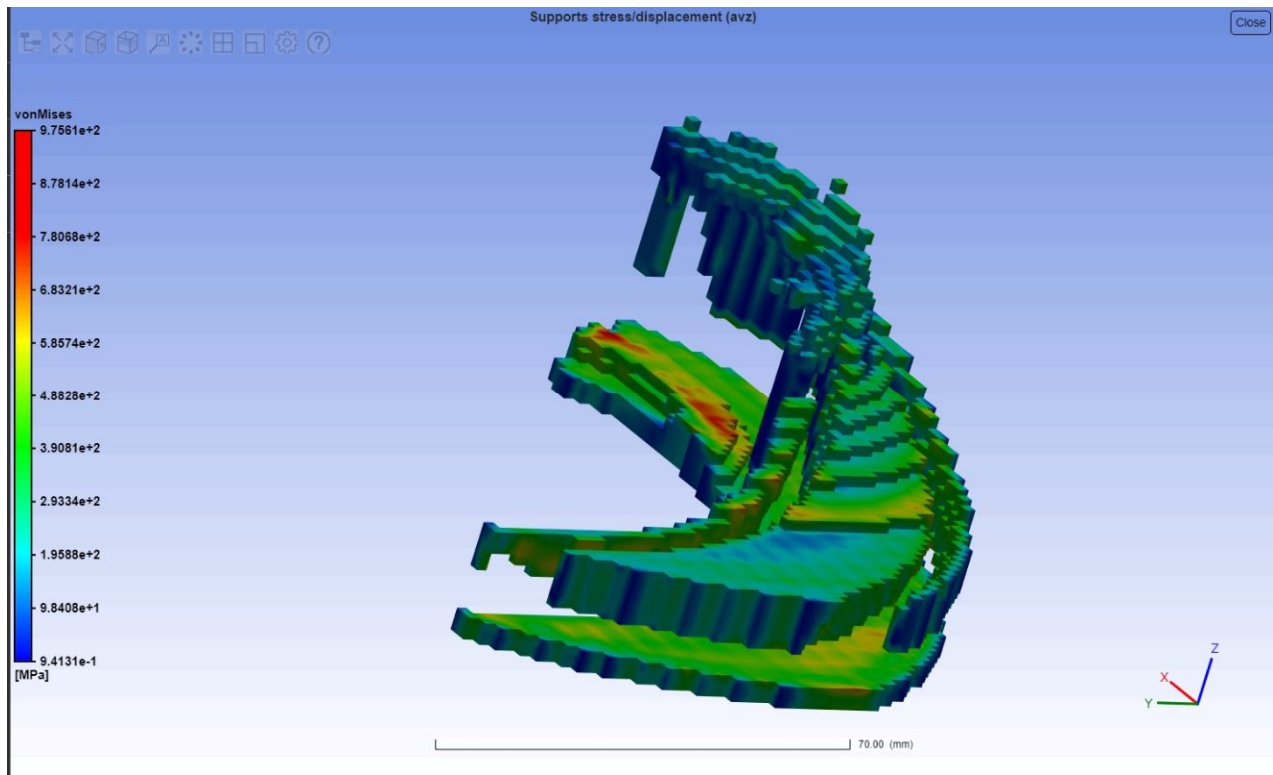 Supports stress/displacement (avz)
Close
A
?
vonMises
9.7561e+2
8.7814e+2
7.8068e+2
6.8321e+2
5.8574e+2
4.8828e+2
3.9081e+2
2.9334e+2
1.9588e+2
9.8408e+1
9.4131e-1
[MPa]
Z
X
Y
70.00 (mm)